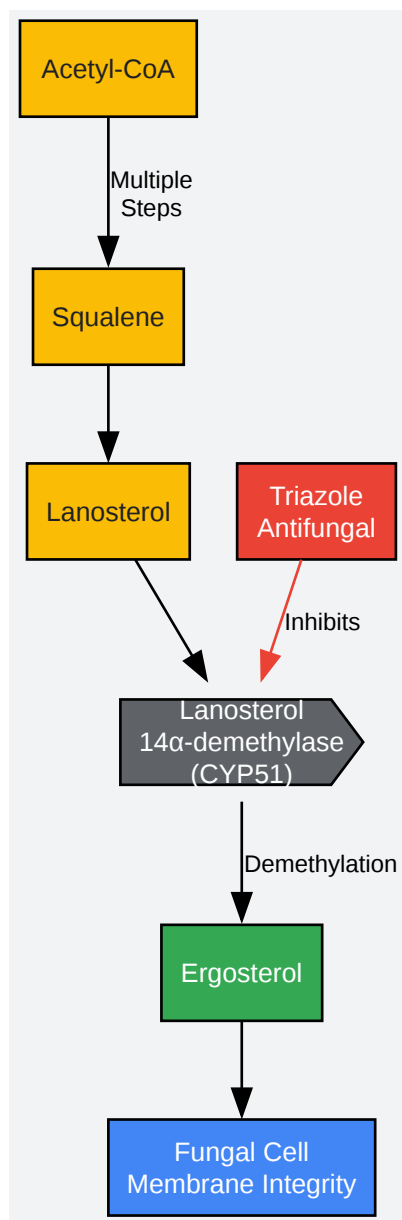 Acetyl-CoA
Multiple
Steps
Squalene
Lanosterol
Triazole
Antifungal
Inhibits
Lanosterol
14α-demethylase
(CYP51)
Demethylation
Ergosterol
Fungal Cell
Membrane Integrity